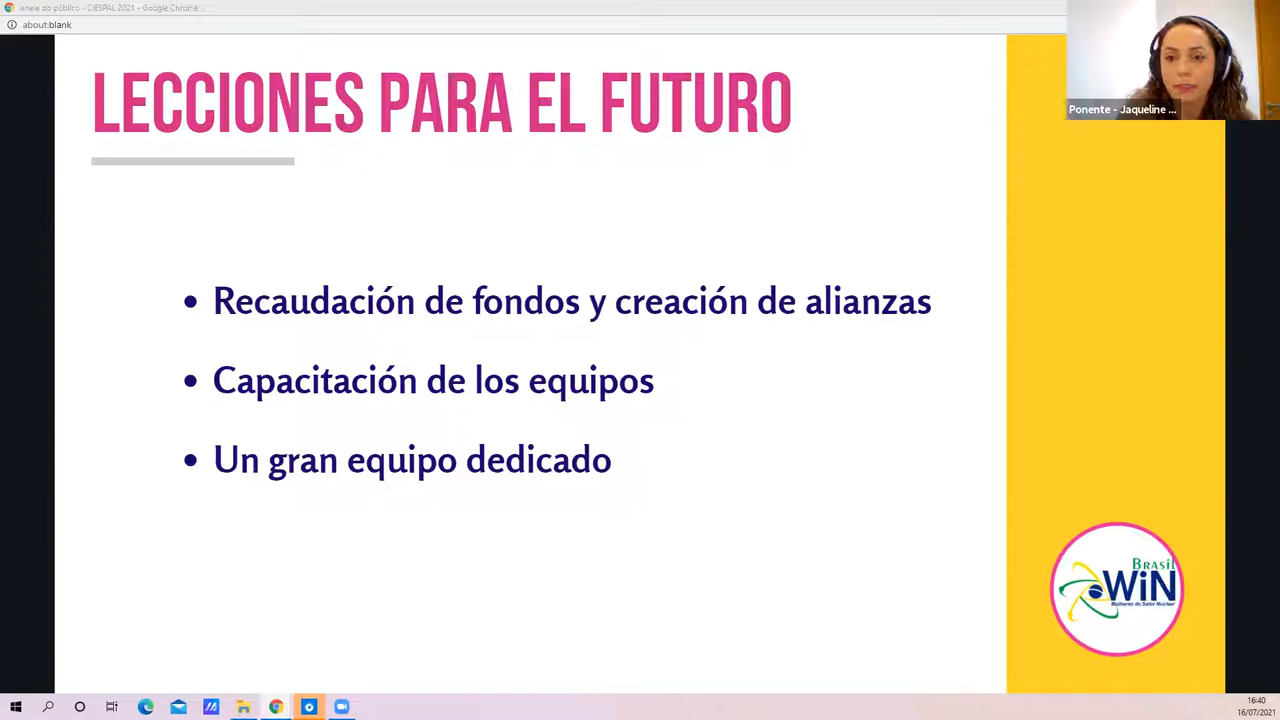 Janela do público - CIESPAL 2021 - Google Chrome
about:blank
Ponente - Jaqueline ...
LECCIONES PARA EL FUTURO
• Recaudación de fondos y creación de alianzas
• Capacitación de los equipos
• Un gran equipo dedicado
BRASIL
WiN
Mulheres do Setor Nuclear
16:40
16/07/2021